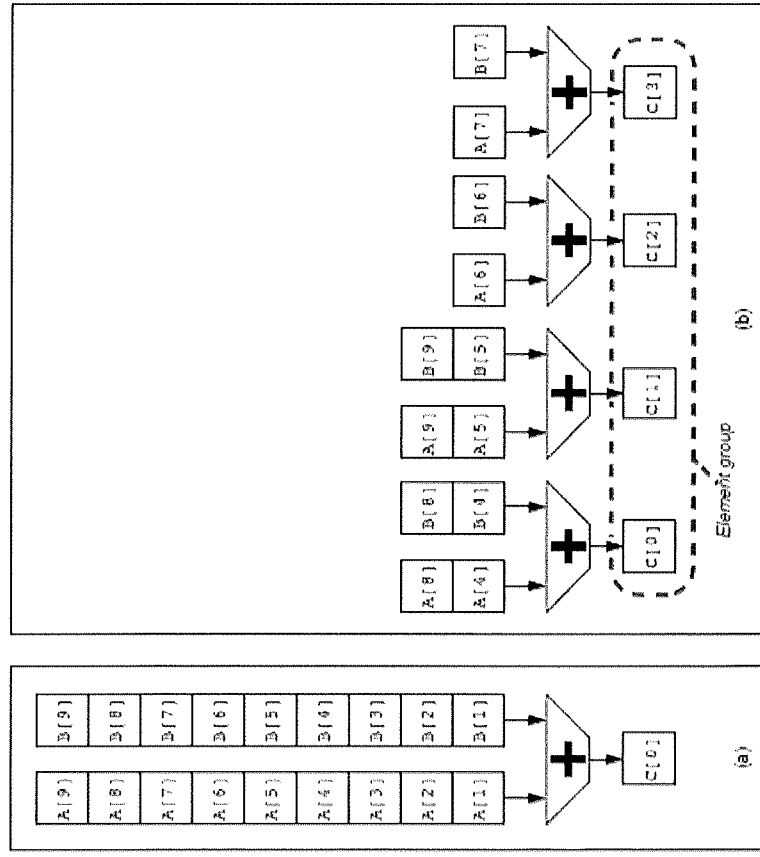 A[9] B[9]
A[8] B[8]
A[7] B[7]
A[6] B[6]
A[5] B[5]
A[4] B[4]
A[3] B[3]
A[2] B[2]
A[1] B[1]
+
C[0]
(a)
A[8] B[8] A[9] B[9]
A[4] B[4] A[5] B[5] A[6] B[6] A[7] B[7]
+ + + +
C[0] C[1] C[2] C[3]
Element group
(b)